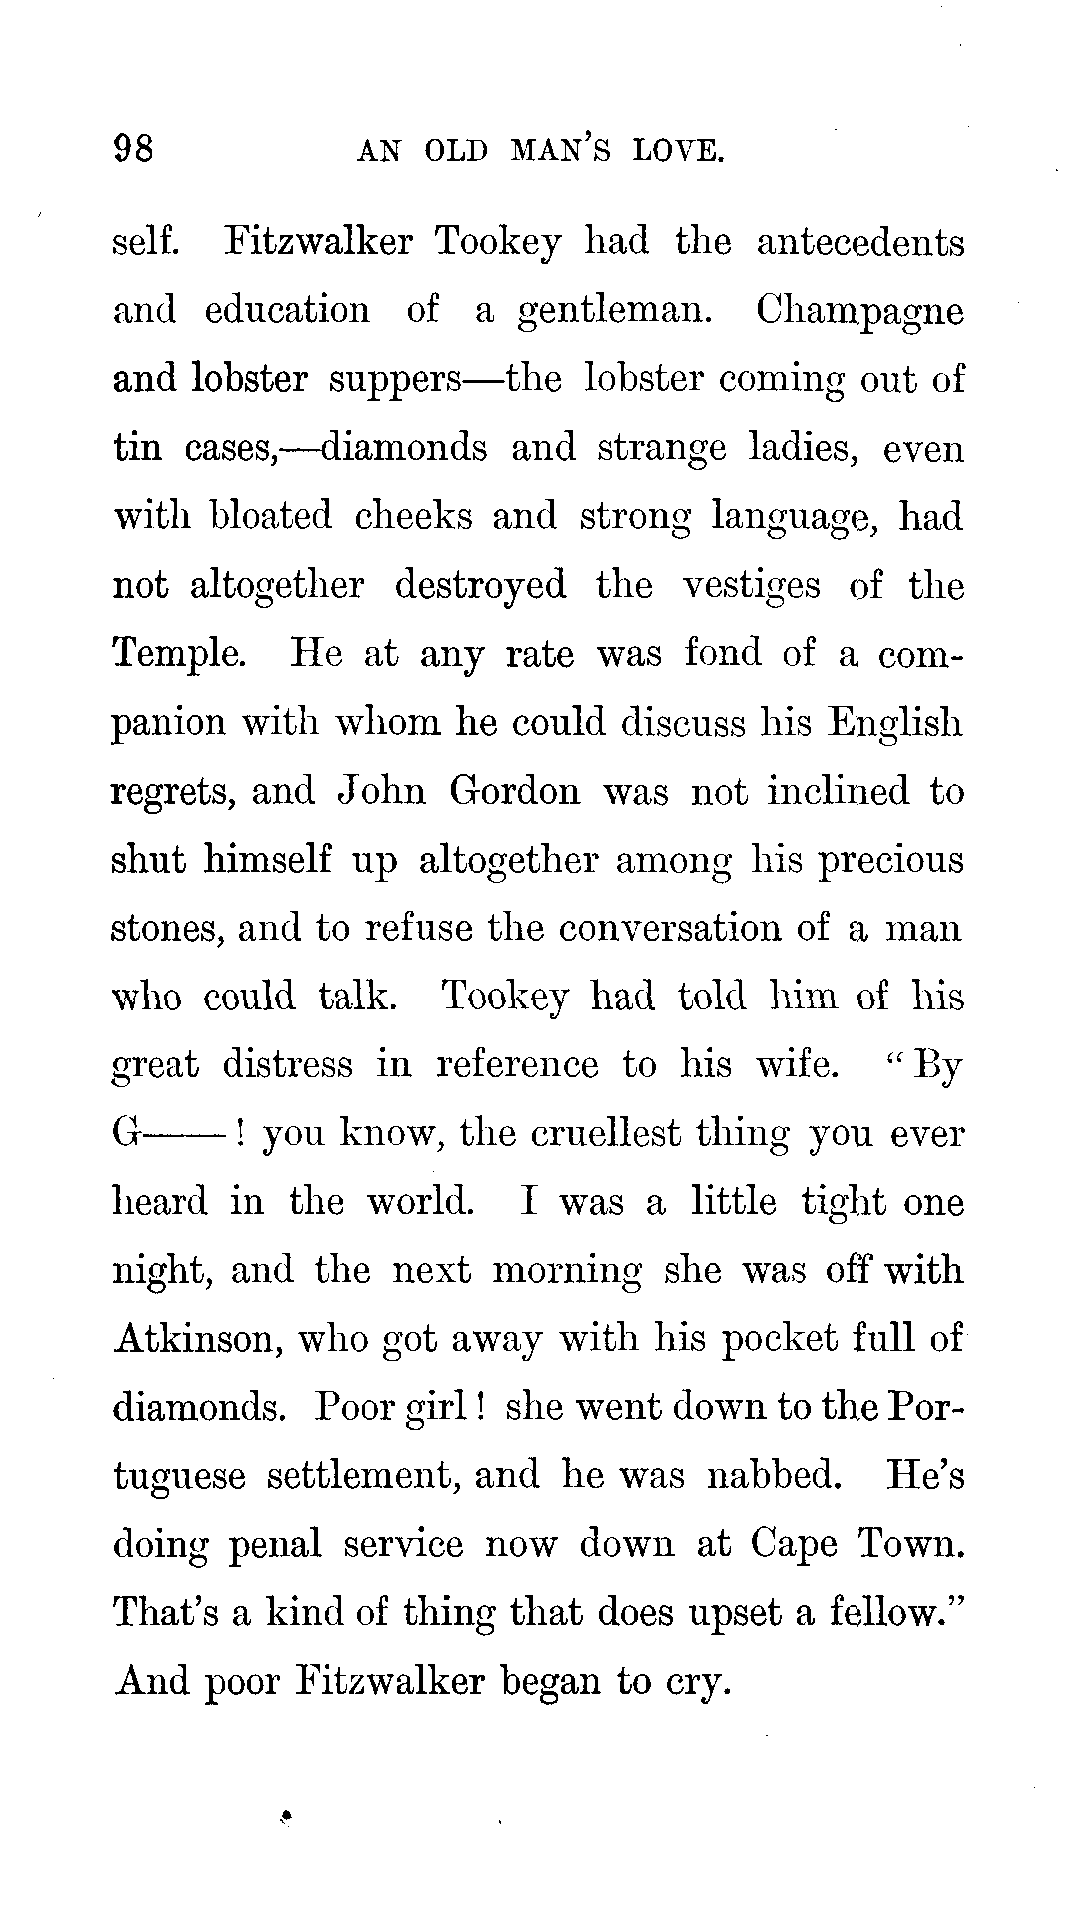 98 AN OLD MAN'S LOVE.
self. Fitzwalker Tookey had the antecedents
and education of a gentleman. Champagne
and lobster suppers—the lobster coming out of
tin cases,—diamonds and strange ladies, even
with bloated cheeks and strong language, had
not altogether destroyed the vestiges of the
Temple. He at any rate was fond of a com-
panion with whom he could discuss his English
regrets, and John Gordon was not inclined to
shut himself up altogether among his precious
stones, and to refuse the conversation of a man
who could talk. Tookey had told him of his
great distress in reference to his wife. “By
G——! you know, the cruellest thing you ever
heard in the world. I was a little tight one
night, and the next morning she was off with
Atkinson, who got away with his pocket full of
diamonds. Poor girl! she went down to the Por-
tuguese settlement, and he was nabbed. He's
doing penal service now down at Cape Town.
That's a kind of thing that does upset a fellow.”
And poor Fitzwalker began to cry.